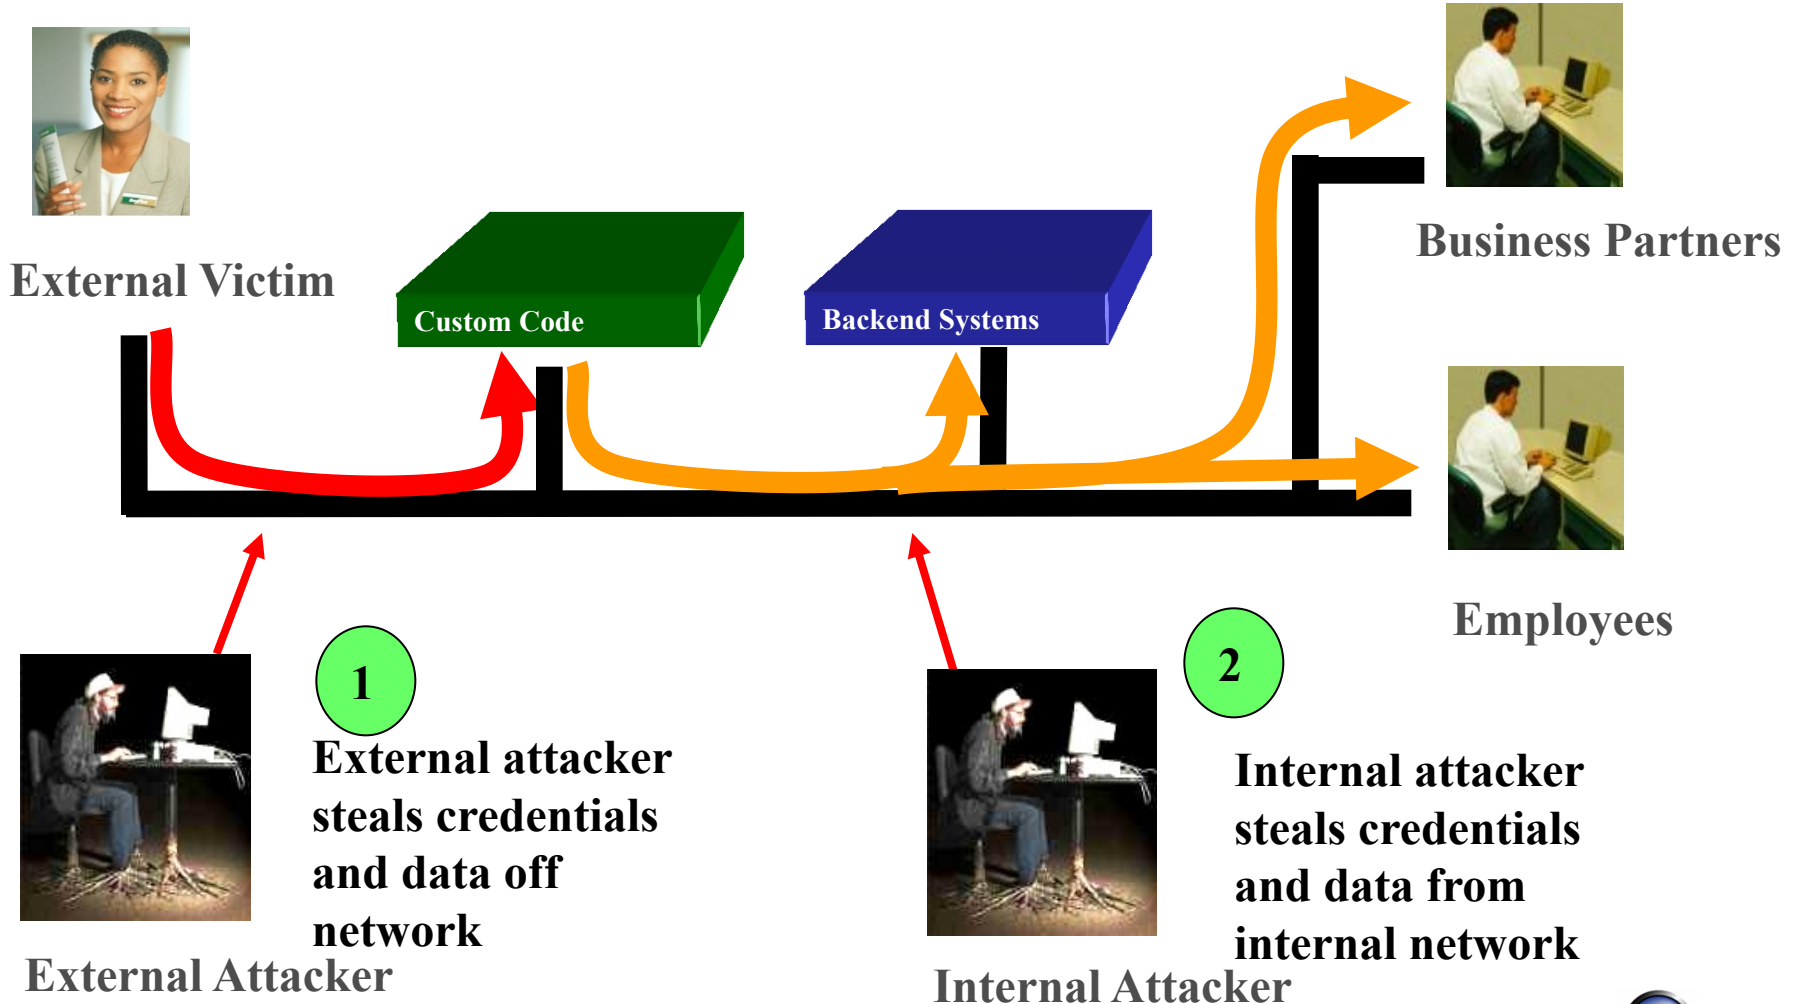 External Victim
Custom Code
Backend Systems
Business Partners
Employees
1
External attacker
steals credentials
and data off
network
External Attacker
2
Internal attacker
steals credentials
and data from
internal network
Internal Attacker